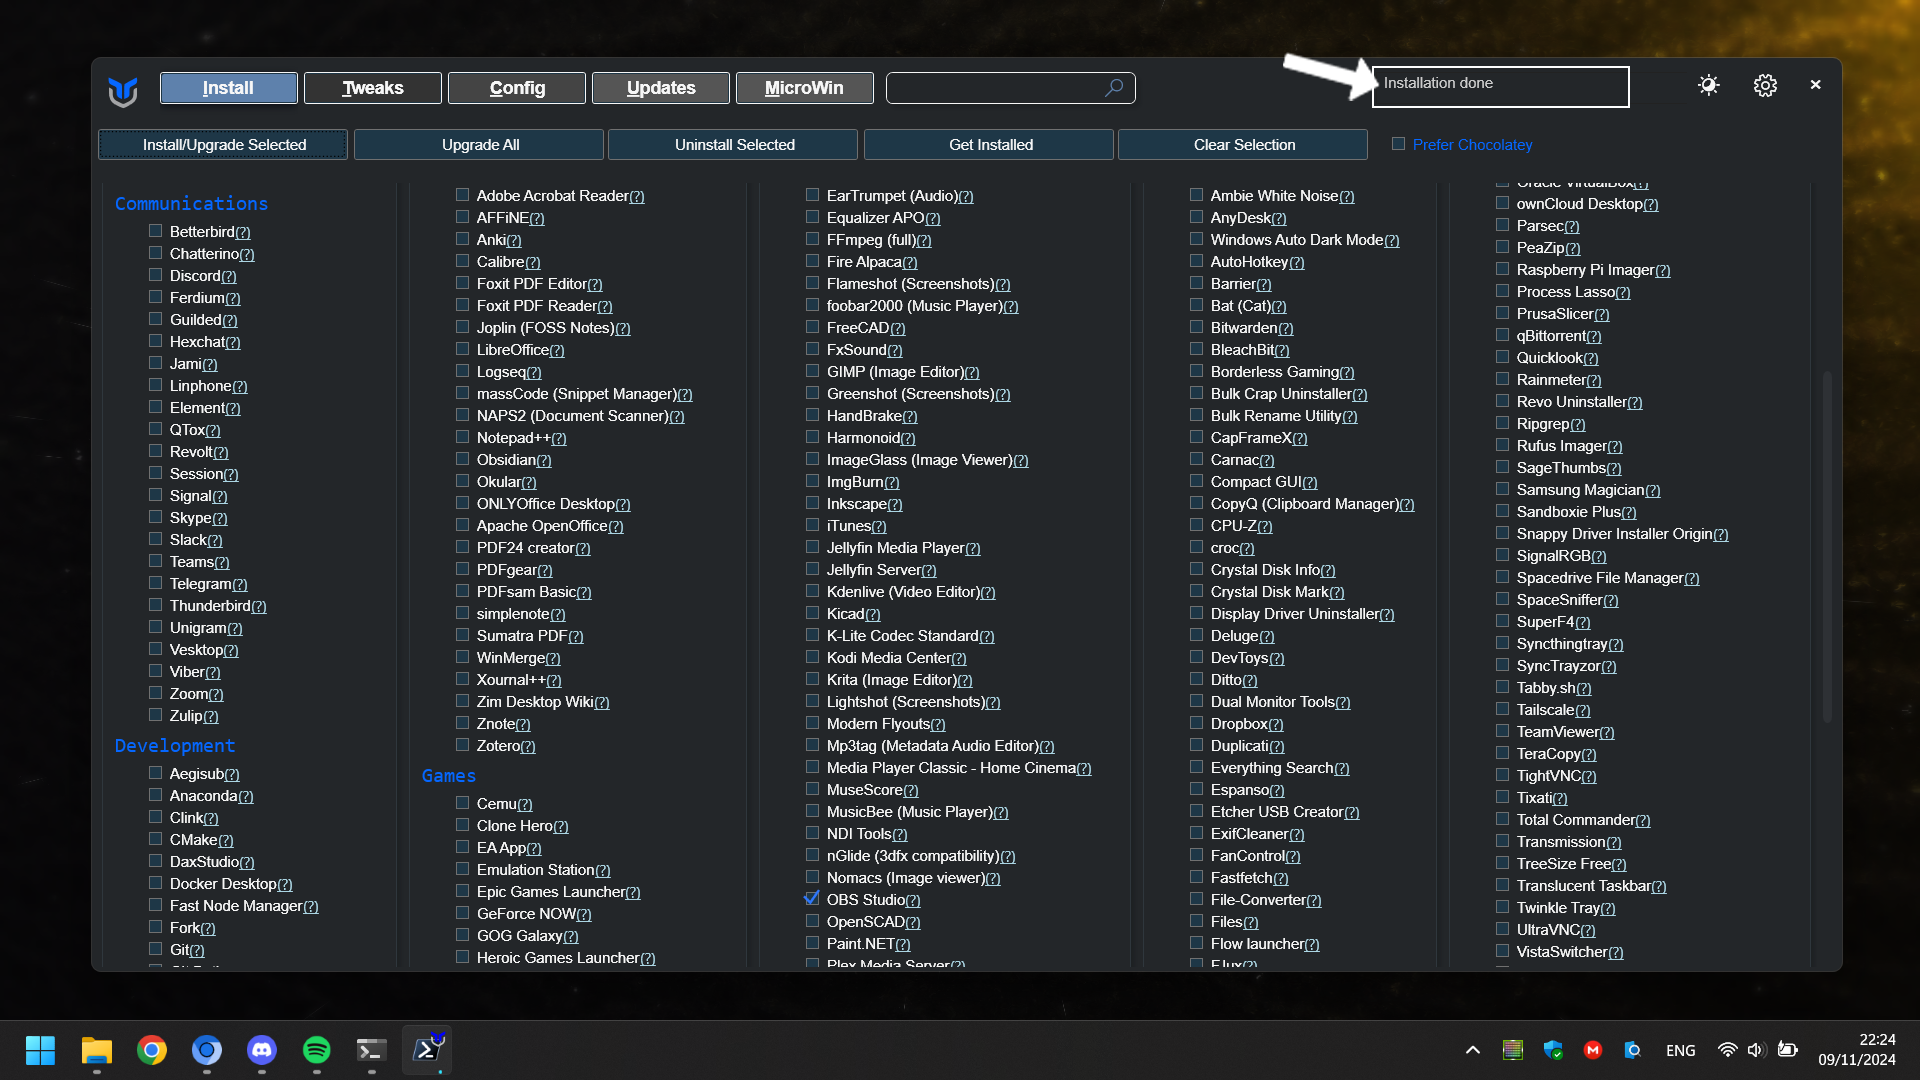 Install
Tweaks
Config
Updates
MicroWin
Installation done
Install/Upgrade Selected
Upgrade All
Uninstall Selected
Get Installed
Clear Selection
Prefer Chocolatey
Communications
Betterbird(?)
Chatterino(?)
Discord(?)
Ferdium(?)
Guilded(?)
Hexchat(?)
Jami(?)
Linphone(?)
Element(?)
QTox(?)
Revolt(?)
Session(?)
Signal(?)
Skype(?)
Slack(?)
Teams(?)
Telegram(?)
Thunderbird(?)
Unigram(?)
Vesktop(?)
Viber(?)
Zoom(?)
Zulip(?)
Development
Aegisub(?)
Anaconda(?)
Clink(?)
CMake(?)
DaxStudio(?)
Docker Desktop(?)
Fast Node Manager(?)
Fork(?)
Git(?)
Adobe Acrobat Reader(?)
AFFiNE(?)
Anki(?)
Calibre(?)
Foxit PDF Editor(?)
Foxit PDF Reader(?)
Joplin (FOSS Notes)(?)
LibreOffice(?)
Logseq(?)
massCode (Snippet Manager)(?)
NAPS2 (Document Scanner)(?)
Notepad++(?)
Obsidian(?)
Okular(?)
ONLYOffice Desktop(?)
Apache OpenOffice(?)
PDF24 creator(?)
PDFgear(?)
PDFsam Basic(?)
simplenote(?)
Sumatra PDF(?)
WinMerge(?)
Xournal++(?)
Zim Desktop Wiki(?)
Znote(?)
Zotero(?)
Games
Cemu(?)
Clone Hero(?)
EA App(?)
Emulation Station(?)
Epic Games Launcher(?)
GeForce NOW(?)
GOG Galaxy(?)
Heroic Games Launcher(?)
EarTrumpet (Audio)(?)
Equalizer APO(?)
FFmpeg (full)(?)
Fire Alpaca(?)
Flameshot (Screenshots)(?)
foobar2000 (Music Player)(?)
FreeCAD(?)
FxSound(?)
GIMP (Image Editor)(?)
Greenshot (Screenshots)(?)
HandBrake(?)
Harmonoid(?)
ImageGlass (Image Viewer)(?)
ImgBurn(?)
Inkscape(?)
iTunes(?)
Jellyfin Media Player(?)
Jellyfin Server(?)
Kdenlive (Video Editor)(?)
Kicad(?)
K-Lite Codec Standard(?)
Kodi Media Center(?)
Krita (Image Editor)(?)
Lightshot (Screenshots)(?)
Modern Flyouts(?)
Mp3tag (Metadata Audio Editor)(?)
Media Player Classic - Home Cinema(?)
MuseScore(?)
MusicBee (Music Player)(?)
NDI Tools(?)
nGlide (3dfx compatibility)(?)
Nomacs (Image viewer)(?)
OBS Studio(?)
OpenSCAD(?)
Paint.NET(?)
Plex Media Server(?)
Ambie White Noise(?)
AnyDesk(?)
Windows Auto Dark Mode(?)
AutoHotkey(?)
Barrier(?)
Bat (Cat)(?)
Bitwarden(?)
BleachBit(?)
Borderless Gaming(?)
Bulk Crap Uninstaller(?)
Bulk Rename Utility(?)
CapFrameX(?)
Carnac(?)
Compact GUI(?)
CopyQ (Clipboard Manager)(?)
CPU-Z(?)
croc(?)
Crystal Disk Info(?)
Crystal Disk Mark(?)
Display Driver Uninstaller(?)
Deluge(?)
DevToys(?)
Ditto(?)
Dual Monitor Tools(?)
Dropbox(?)
Duplicati(?)
Everything Search(?)
Espanso(?)
Etcher USB Creator(?)
ExifCleaner(?)
FanControl(?)
Fastfetch(?)
File-Converter(?)
Files(?)
Flow launcher(?)
F.lux(?)
Oracle VirtualBox(?)
ownCloud Desktop(?)
Parsec(?)
PeaZip(?)
Raspberry Pi Imager(?)
Process Lasso(?)
PrusaSlicer(?)
qBittorrent(?)
Quicklook(?)
Rainmeter(?)
Revo Uninstaller(?)
Ripgrep(?)
Rufus Imager(?)
SageThumbs(?)
Samsung Magician(?)
Sandboxie Plus(?)
Snappy Driver Installer Origin(?)
SignalRGB(?)
Spacedrive File Manager(?)
SpaceSniffer(?)
SuperF4(?)
Syncthingtray(?)
SyncTrayzor(?)
Tabby.sh(?)
Tailscale(?)
TeamViewer(?)
TeraCopy(?)
TightVNC(?)
Tixati(?)
Total Commander(?)
Transmission(?)
TreeSize Free(?)
Translucent Taskbar(?)
Twinkle Tray(?)
UltraVNC(?)
VistaSwitcher(?)
ENG
22:24
09/11/2024